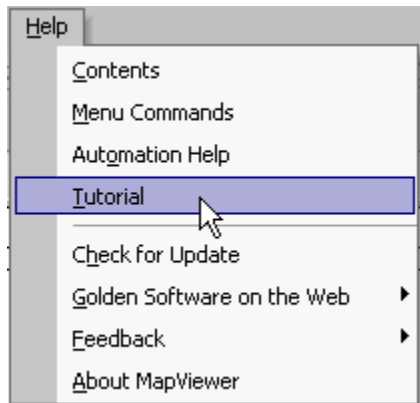 Help
Contents
Menu Commands
Automation Help
Tutorial
Check for Update
Golden Software on the Web
Feedback
About MapViewer